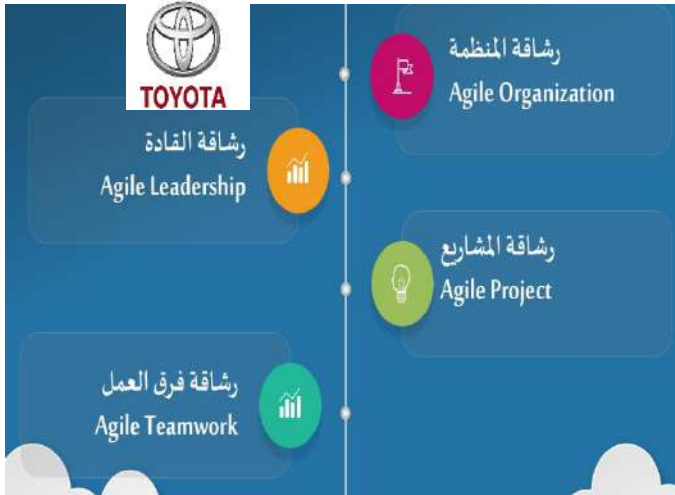 TOYOTA
رشاقة المنظمة
Agile Organization
رشاقة القادة
Agile Leadership
رشاقة المشاريع
Agile Project
رشاقة فرق العمل
Agile Teamwork